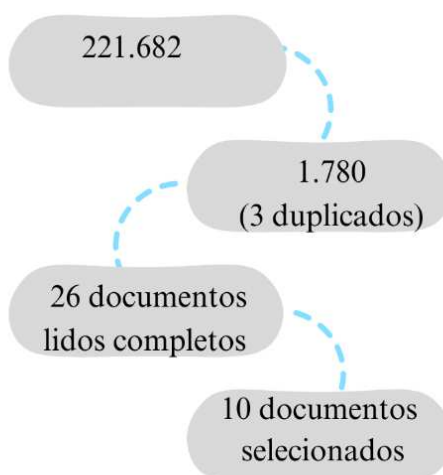 221.682
1.780
(3 duplicados)
26 documentos
lidos completos
10 documentos
selecionados